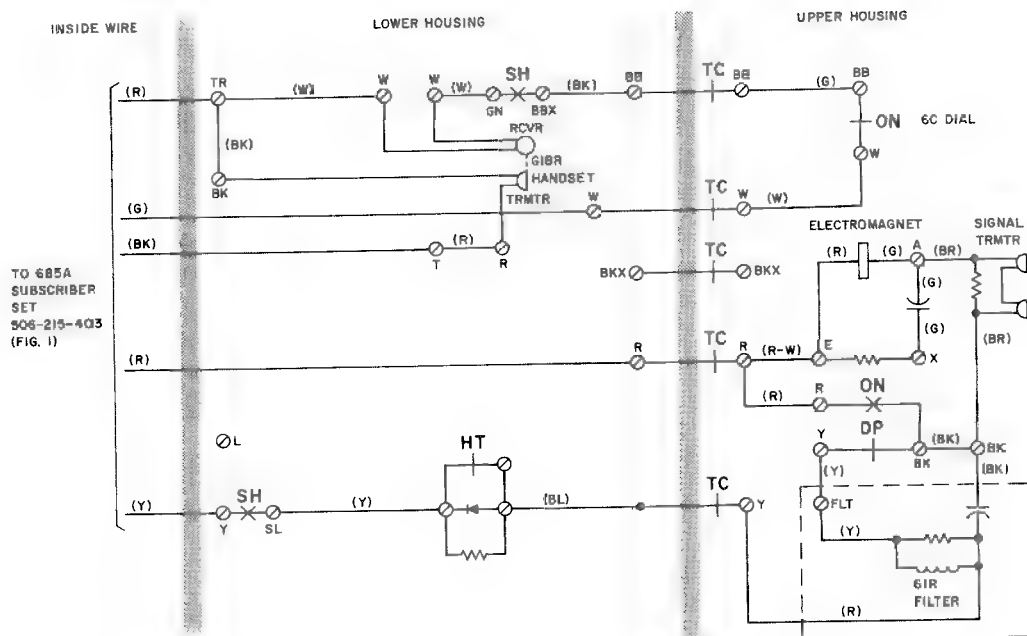 INSIDE WIRE
LOWER HOUSING
UPPER HOUSING
(R)
TR
(W)
W
W
(W)
SH
(BK)
BB
TC
BB
(G)
BB
GN
BBX
ON
6C DIAL
(BK)
RCVR
W
G1BR
HANDSET
BK
TRMTR
(G)
W
TC
W
(W)
(BK)
T
(R)
R
ELECTROMAGNET
SIGNAL
TRMTR
(R)
(G)
A
(BR)
TO 685A
SUBSCRIBER
SET
506-215-403
(FIG. 1)
BKX
TC
BKX
(G)
(G)
(BR)
(R)
R
TC
R
(R-W)
E
X
(R)
R
ON
L
HT
Y
DP
BK
(BK)
BK
(Y)
(BK)
(Y)
Y
SH
SL
(Y)
(BL)
TC
Y
FLT
(Y)
61R
FILTER
(R)